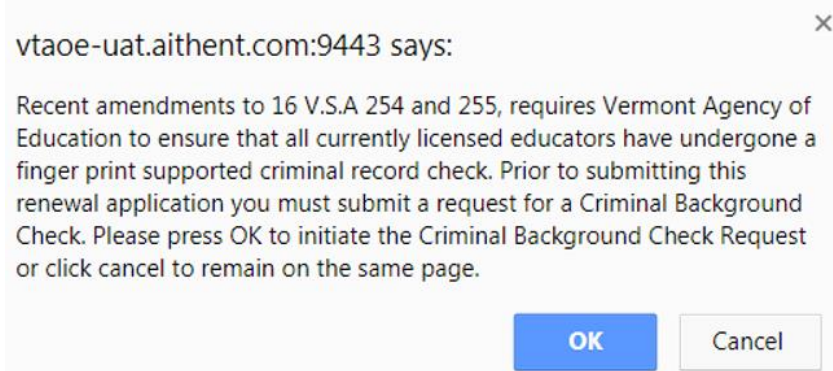 vtaoe-uat.aithent.com:9443 says:
Recent amendments to 16 V.S.A 254 and 255, requires Vermont Agency of
Education to ensure that all currently licensed educators have undergone a
finger print supported criminal record check. Prior to submitting this
renewal application you must submit a request for a Criminal Background
Check. Please press OK to initiate the Criminal Background Check Request
or click cancel to remain on the same page.
OK Cancel